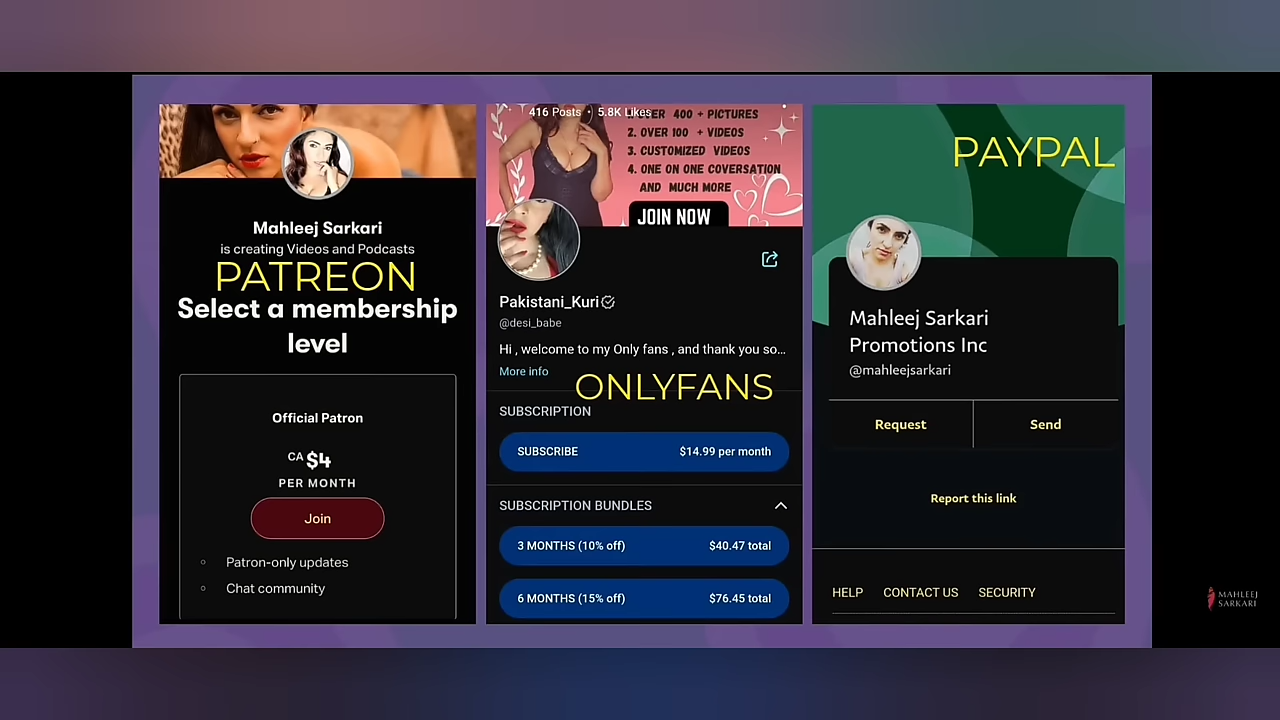 Mahleej Sarkari
is creating Videos and Podcasts
PATREON
Select a membership
level
Official Patron
CA $4
PER MONTH
Join
Patron-only updates
Chat community
416 Posts • 5.8K Likes
400 + PICTURES
2. OVER 100 + VIDEOS
3. CUSTOMIZED VIDEOS
4. ONE ON ONE COVERSATION
AND MUCH MORE
JOIN NOW
Pakistani_Kuri
@desi_babe
Hi , welcome to my Only fans , and thank you so...
More info
ONLYFANS
SUBSCRIPTION
SUBSCRIBE $14.99 per month
SUBSCRIPTION BUNDLES
3 MONTHS (10% off) $40.47 total
6 MONTHS (15% off) $76.45 total
PAYPAL
Mahleej Sarkari
Promotions Inc
@mahleejsarkari
Request Send
Report this link
HELP CONTACT US SECURITY
MAHLEEJ
SARKARI